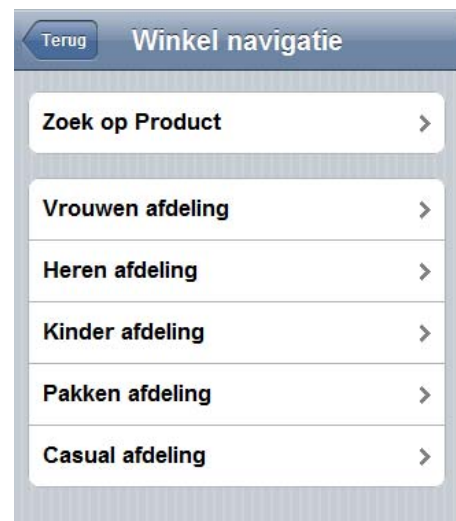 Terug
Winkel navigatie
Zoek op Product
Vrouwen afdeling
Heren afdeling
Kinder afdeling
Pakken afdeling
Casual afdeling